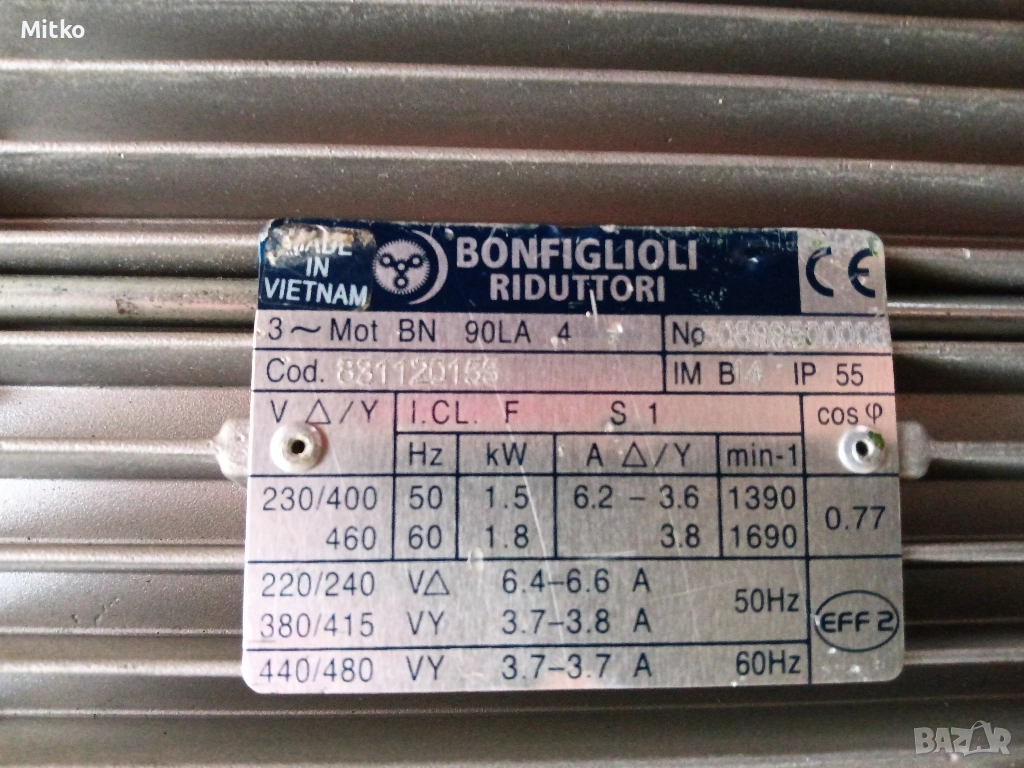 Mitko
MADE IN VIETNAM
BONFIGLIOLI
RIDUTTORI
CE
3~Mot BN 90LA 4 No
Cod. 881120155 IM B14 IP 55
V △/Y I.CL. F S 1 cos φ
Hz kW A △/Y min-1
230/400 50 1.5 6.2 – 3.6 1390 0.77
460 60 1.8 3.8 1690
220/240 V△ 6.4–6.6 A 50Hz
380/415 VY 3.7–3.8 A
EFF 2
440/480 VY 3.7–3.7 A 60Hz
BAZAR